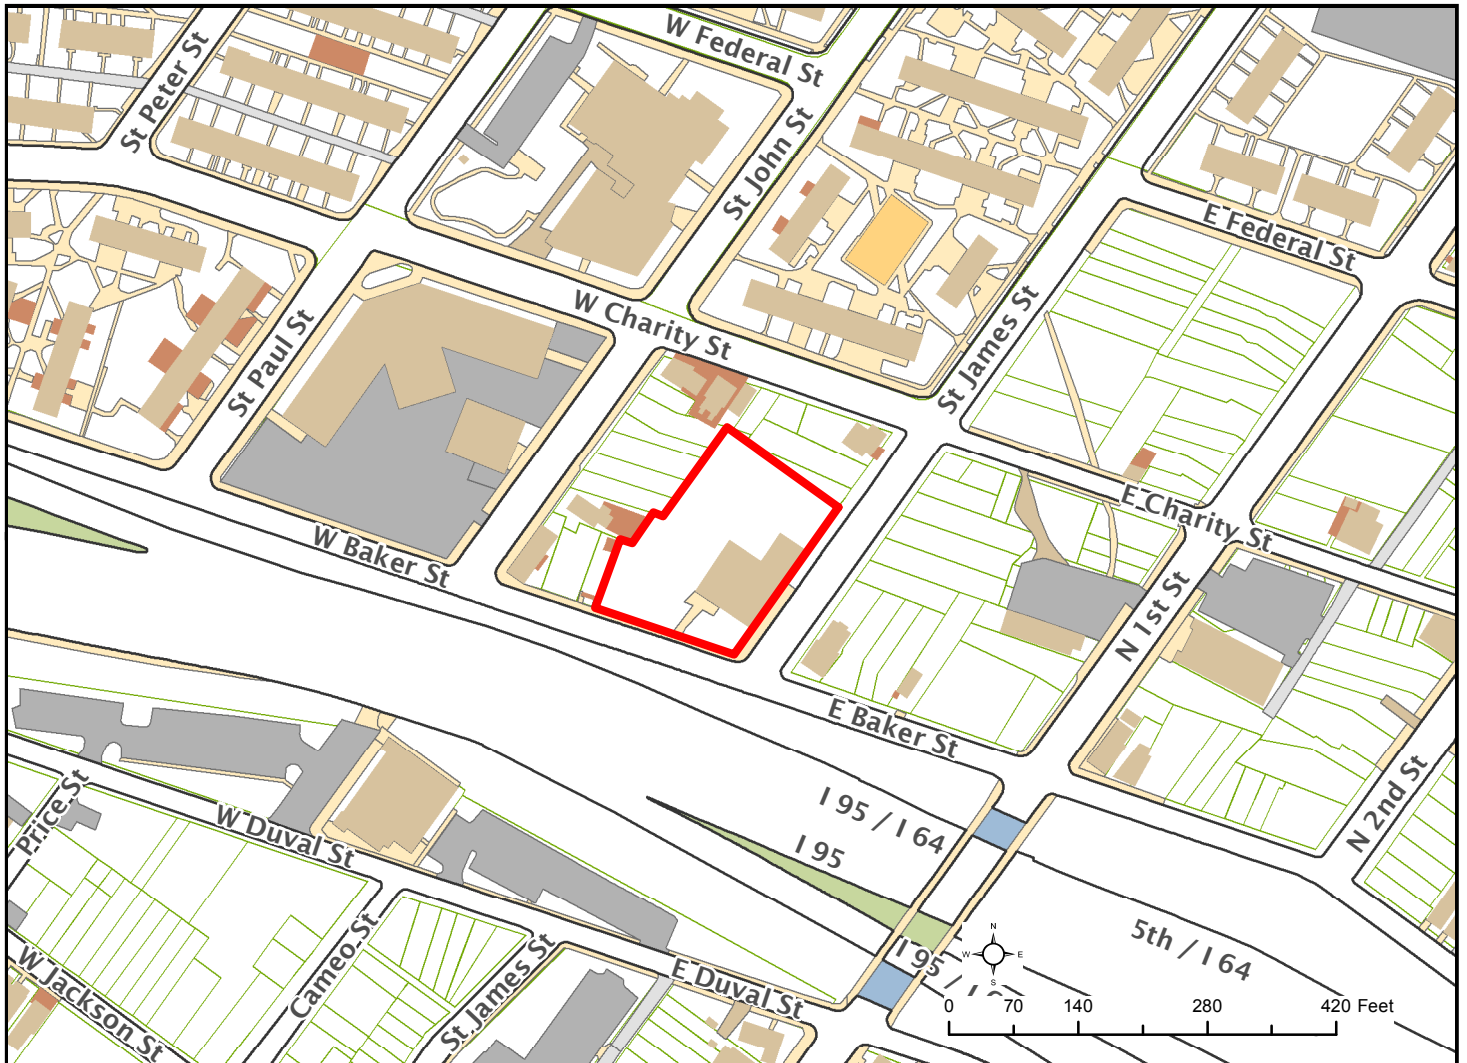 W Federal St
St Peter St
St John St
E Federal St
W Charity St
St James St
St Paul St
E Charity St
W Baker St
N 1st St
E Baker St
I 95 / I 64
I 95
N 2nd St
Price St
W Duval St
5th / I 64
Cameo St
I 95 /
St James St
E Duval St
W Jackson St
N
W E
S
0 70 140 280 420 Feet